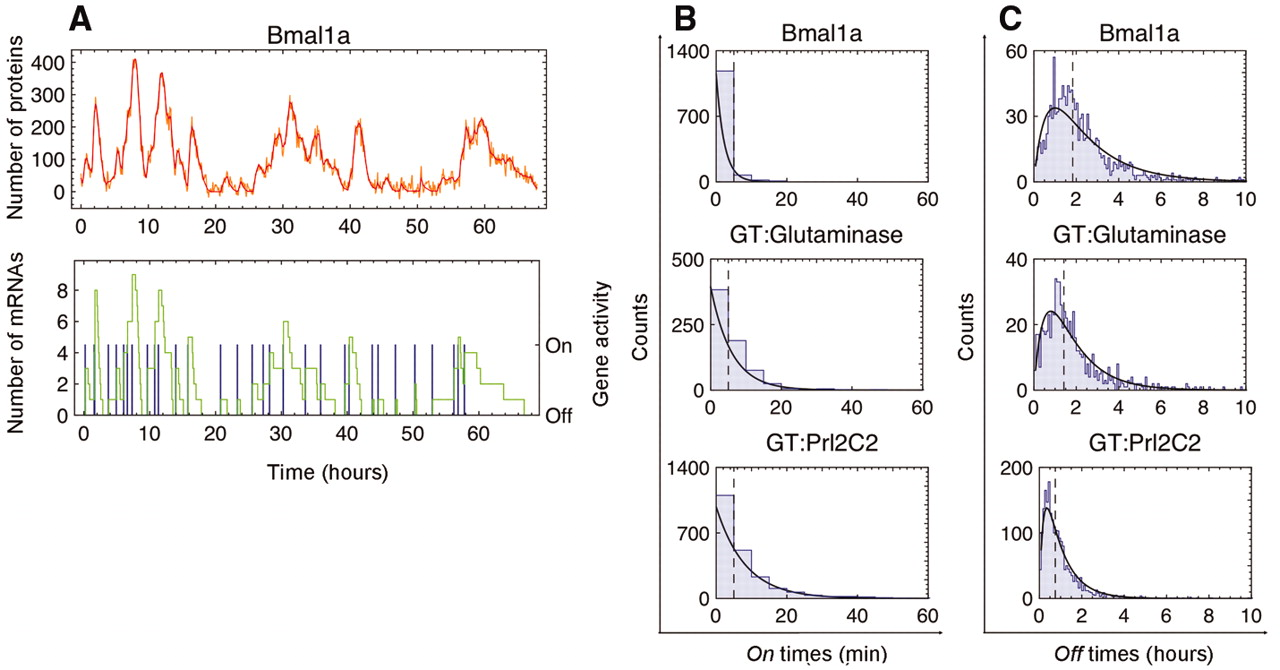 A
Bmal1a
Number of proteins
400
300
200
100
0
0 10 20 30 40 50 60
Number of mRNAs
8
6
4
2
0
On
Off
Gene activity
0 10 20 30 40 50 60
Time (hours)
B
Bmal1a
1400
700
0
0 20 40 60
GT:Glutaminase
Counts
500
250
0
0 20 40 60
GT:Prl2C2
1400
700
0
0 20 40 60
On times (min)
C
Bmal1a
60
30
0
0 2 4 6 8 10
GT:Glutaminase
Counts
40
20
0
0 2 4 6 8 10
GT:Prl2C2
200
100
0
0 2 4 6 8 10
Off times (hours)